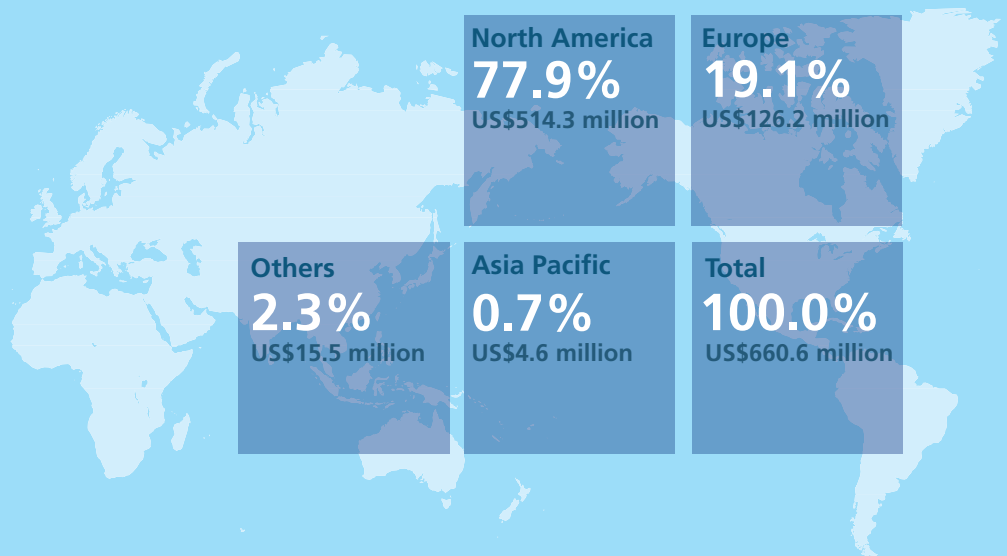 North America
77.9%
US$514.3 million
Europe
19.1%
US$126.2 million
Others
2.3%
US$15.5 million
Asia Pacific
0.7%
US$4.6 million
Total
100.0%
US$660.6 million